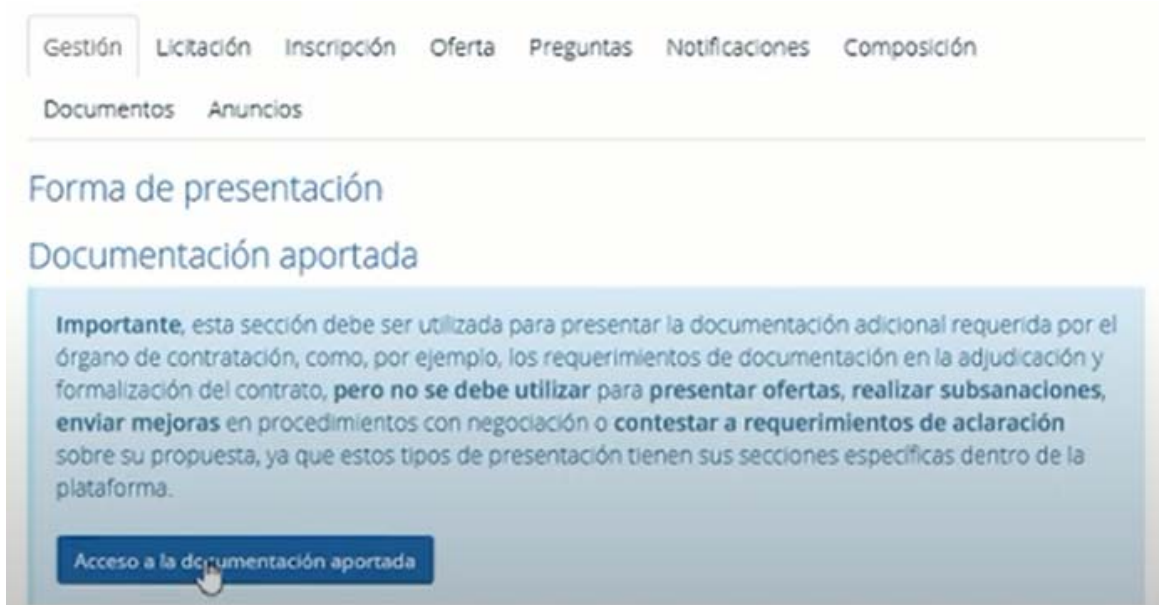 Gestión Licitación Inscripción Oferta Preguntas Notificaciones Composición
Documentos Anuncios
Forma de presentación
Documentación aportada
Importante, esta sección debe ser utilizada para presentar la documentación adicional requerida por el
órgano de contratación, como, por ejemplo, los requerimientos de documentación en la adjudicación y
formalización del contrato, pero no se debe utilizar para presentar ofertas, realizar subsanaciones,
enviar mejoras en procedimientos con negociación o contestar a requerimientos de aclaración
sobre su propuesta, ya que estos tipos de presentación tienen sus secciones específicas dentro de la
plataforma.
Acceso a la documentación aportada